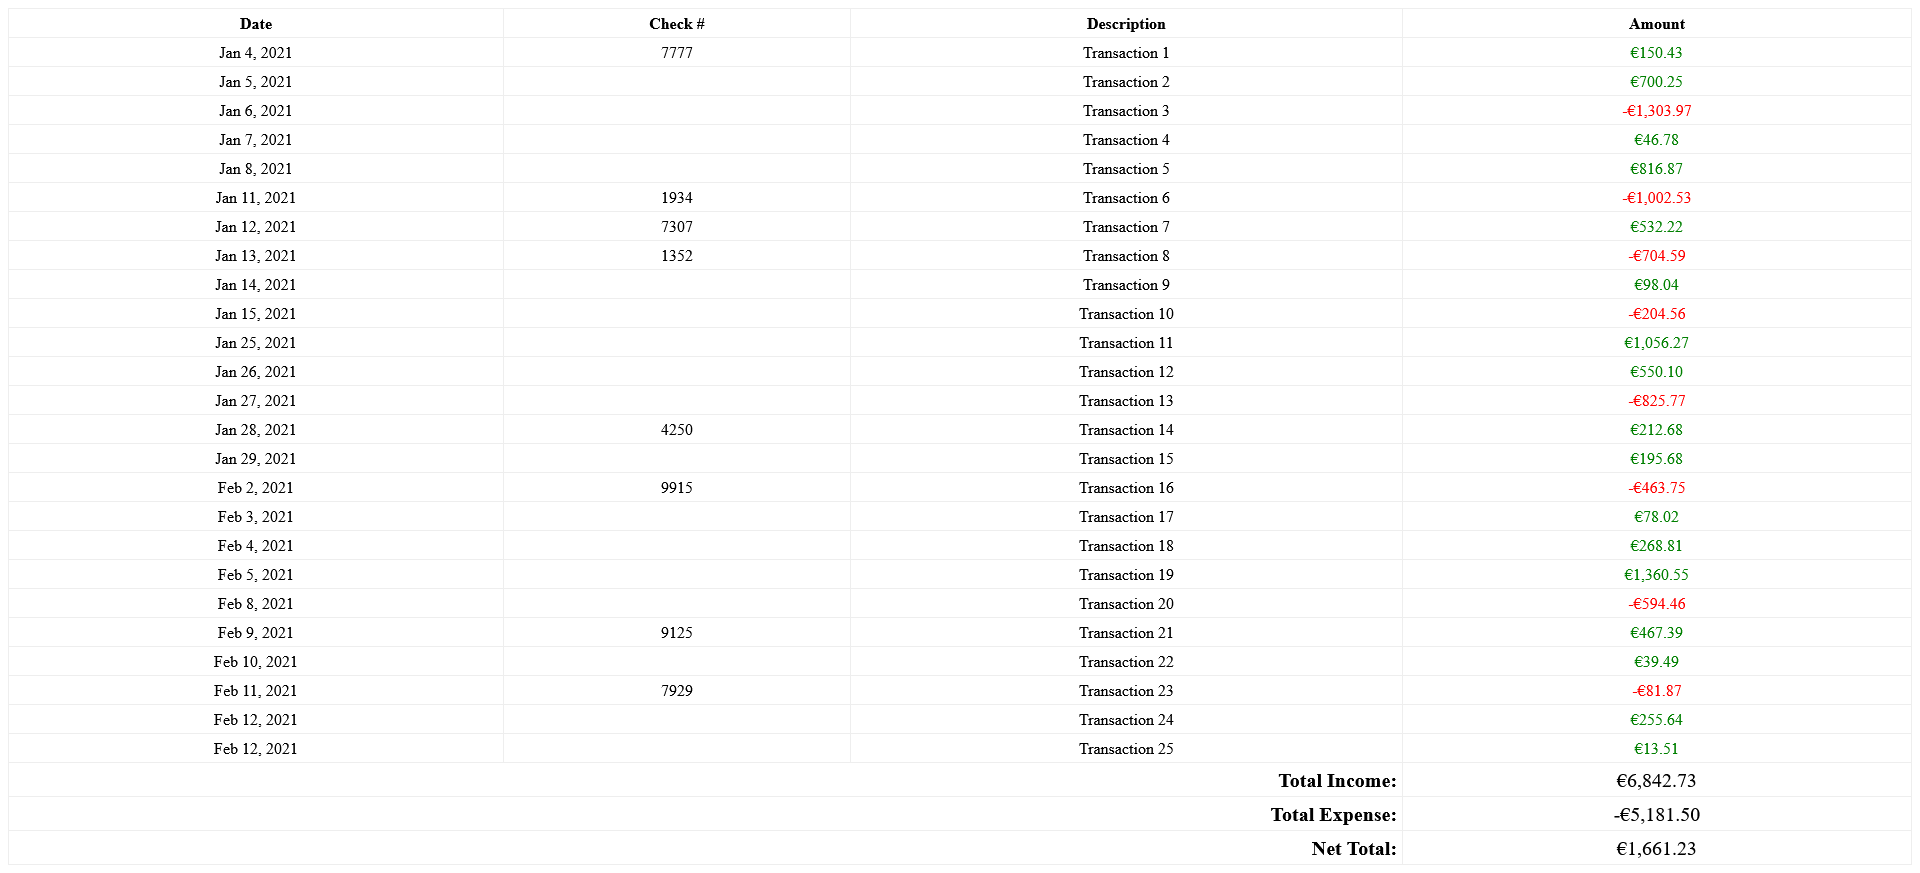 Date Check # Description Amount
Jan 4, 2021 7777 Transaction 1 €150.43
Jan 5, 2021 Transaction 2 €700.25
Jan 6, 2021 Transaction 3 -€1,303.97
Jan 7, 2021 Transaction 4 €46.78
Jan 8, 2021 Transaction 5 €816.87
Jan 11, 2021 1934 Transaction 6 -€1,002.53
Jan 12, 2021 7307 Transaction 7 €532.22
Jan 13, 2021 1352 Transaction 8 -€704.59
Jan 14, 2021 Transaction 9 €98.04
Jan 15, 2021 Transaction 10 -€204.56
Jan 25, 2021 Transaction 11 €1,056.27
Jan 26, 2021 Transaction 12 €550.10
Jan 27, 2021 Transaction 13 -€825.77
Jan 28, 2021 4250 Transaction 14 €212.68
Jan 29, 2021 Transaction 15 €195.68
Feb 2, 2021 9915 Transaction 16 -€463.75
Feb 3, 2021 Transaction 17 €78.02
Feb 4, 2021 Transaction 18 €268.81
Feb 5, 2021 Transaction 19 €1,360.55
Feb 8, 2021 Transaction 20 -€594.46
Feb 9, 2021 9125 Transaction 21 €467.39
Feb 10, 2021 Transaction 22 €39.49
Feb 11, 2021 7929 Transaction 23 -€81.87
Feb 12, 2021 Transaction 24 €255.64
Feb 12, 2021 Transaction 25 €13.51
Total Income: €6,842.73
Total Expense: -€5,181.50
Net Total: €1,661.23